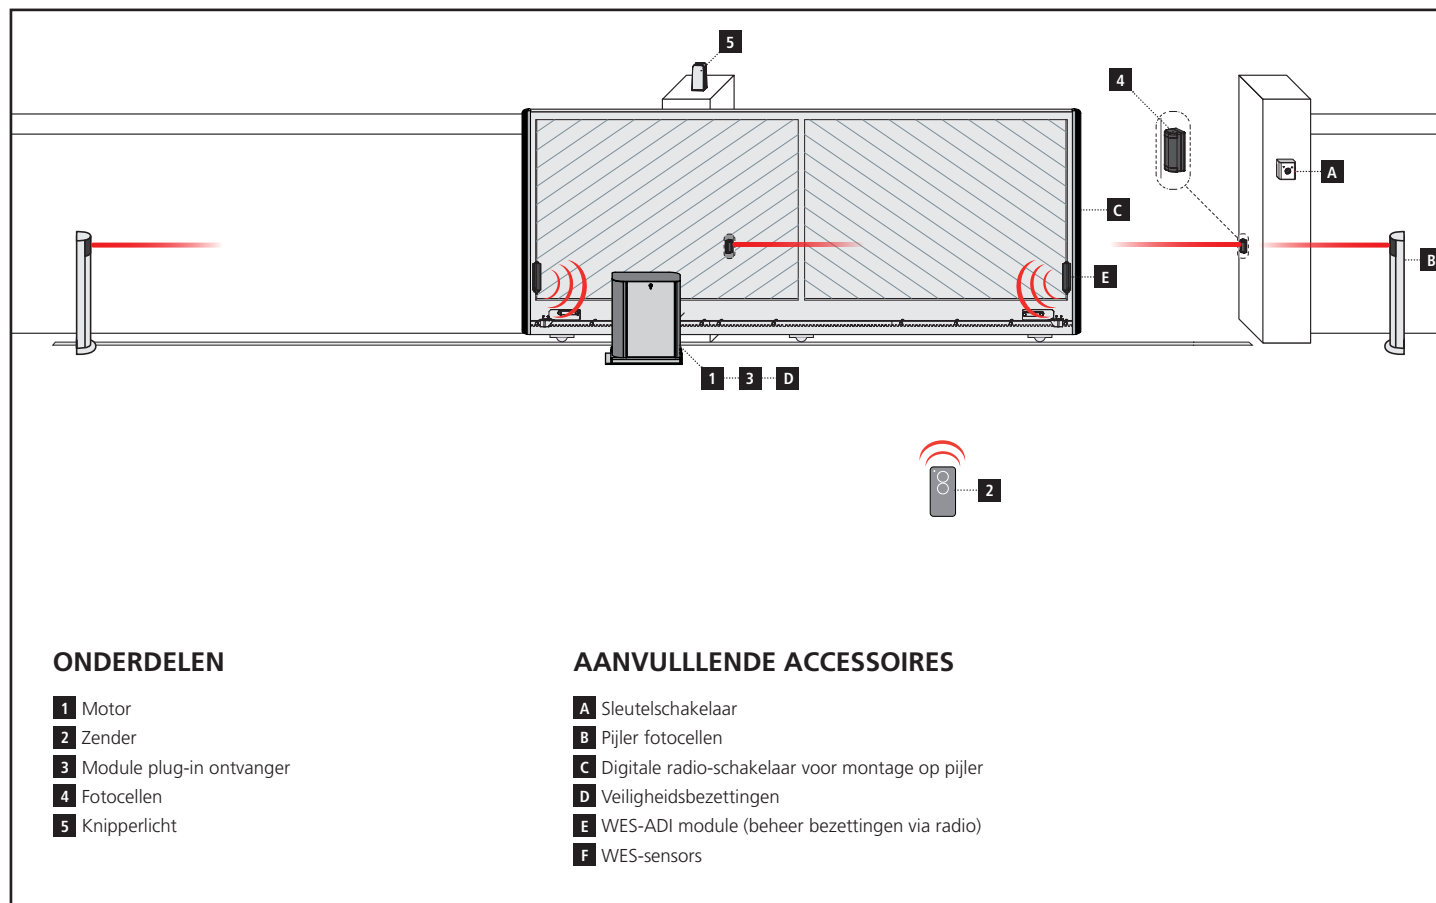 5
4
A
C
E
B
1 3 D
2
ONDERDELEN
1 Motor
2 Zender
3 Module plug-in ontvanger
4 Fotocellen
5 Knipperlicht
AANVULLLENDE ACCESSOIRES
A Sleutelschakelaar
B Pijler fotocellen
C Digitale radio-schakelaar voor montage op pijler
D Veiligheidsbezettingen
E WES-ADI module (beheer bezettingen via radio)
F WES-sensors